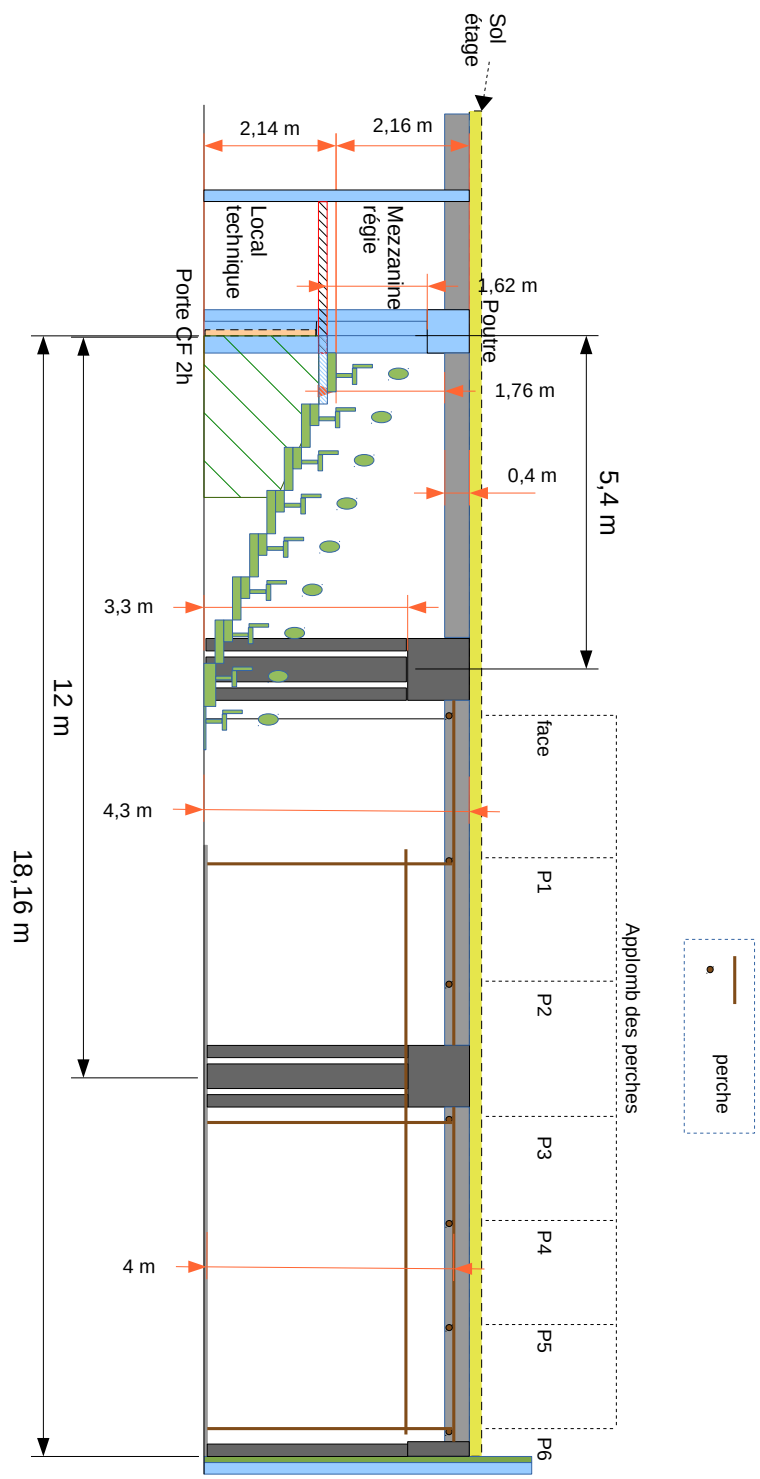 Sol
étage
2,14 m
2,16 m
Local
technique
Mezzanine
régie
1,62 m
Poutre
Porte CF 2h
1,76 m
0,4 m
5,4 m
3,3 m
12 m
face
4,3 m
18,16 m
P1
Applomb des perches
P2
perche
P3
P4
4 m
P5
P6